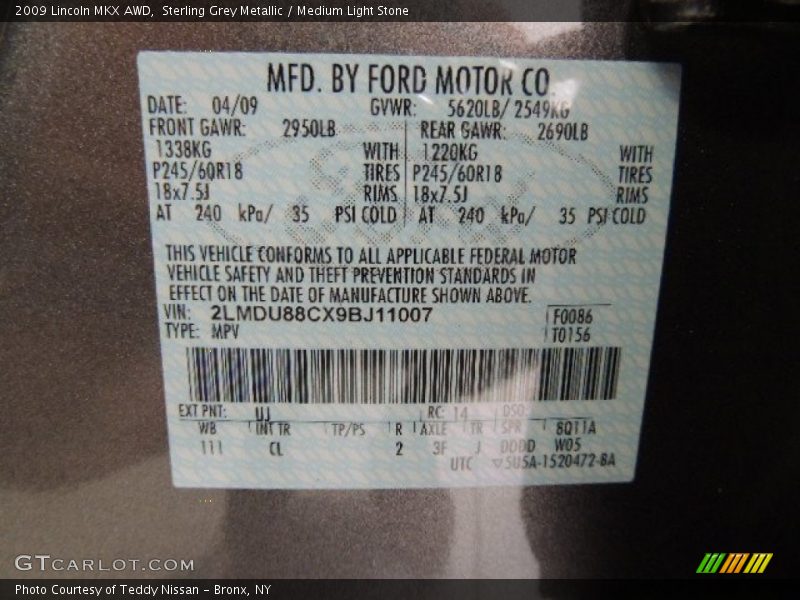 2009 Lincoln MKX AWD, Sterling Grey Metallic / Medium Light Stone
MFD. BY FORD MOTOR CO.
DATE: 04/09 GVWR: 5620LB/ 2549KG
FRONT GAWR: 2950LB REAR GAWR: 2690LB
1338KG WITH 1220KG WITH
P245/60R18 TIRES P245/60R18 TIRES
18x7.5J RIMS 18x7.5J RIMS
AT 240 kPa/ 35 PSI COLD AT 240 kPa/ 35 PSI COLD
THIS VEHICLE CONFORMS TO ALL APPLICABLE FEDERAL MOTOR
VEHICLE SAFETY AND THEFT PREVENTION STANDARDS IN
EFFECT ON THE DATE OF MANUFACTURE SHOWN ABOVE.
VIN: 2LMDU88CX9BJ11007 F0086
TYPE: MPV T0156
EXT PNT: UJ RC: 14 DSO:
WB INT TR TP/PS R AXLE TR SPR 8Q11A
111 CL 2 3F J DDDD W05
UTC ▽5U5A-1520472-BA
GTCARLOT.COM
Photo Courtesy of Teddy Nissan – Bronx, NY